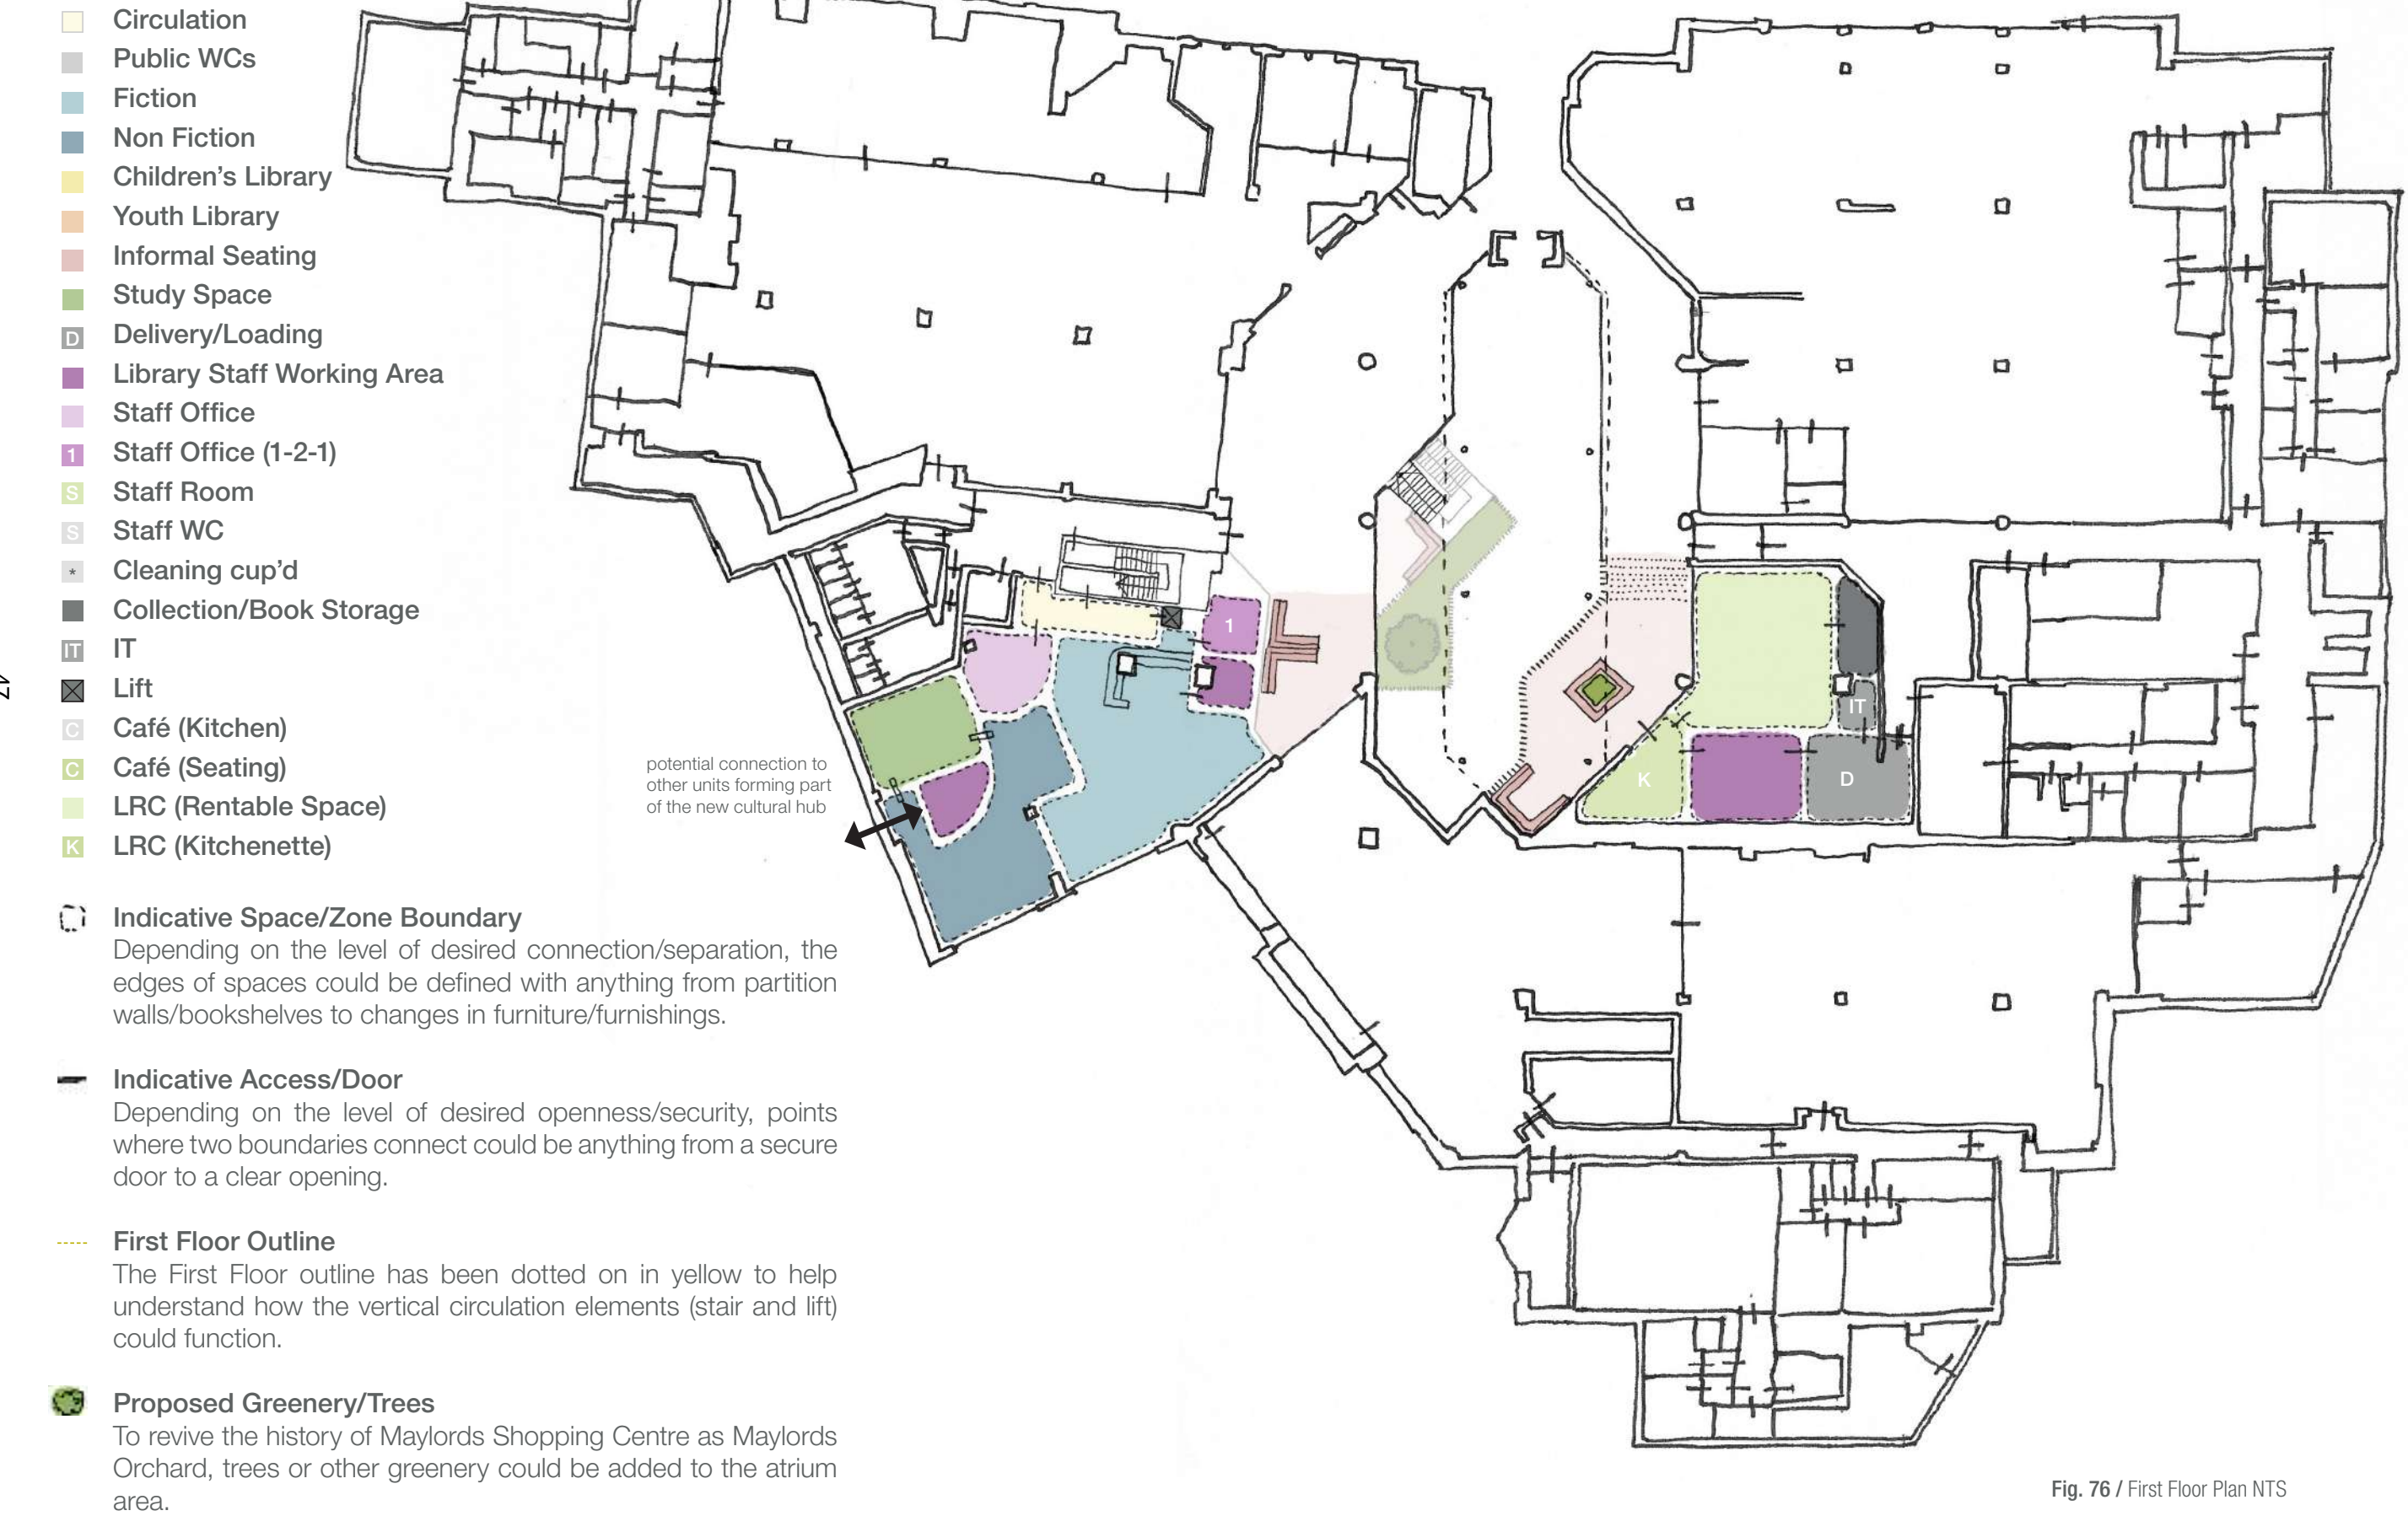 Circulation
Public WCs
Fiction
Non Fiction
Children's Library
Youth Library
Informal Seating
Study Space
D Delivery/Loading
Library Staff Working Area
Staff Office
1 Staff Office (1-2-1)
S Staff Room
S Staff WC
* Cleaning cup'd
Collection/Book Storage
IT IT
Lift
C Café (Kitchen)
C Café (Seating)
LRC (Rentable Space)
K LRC (Kitchenette)
Indicative Space/Zone Boundary
Depending on the level of desired connection/separation, the
edges of spaces could be defined with anything from partition
walls/bookshelves to changes in furniture/furnishings.
Indicative Access/Door
Depending on the level of desired openness/security, points
where two boundaries connect could be anything from a secure
door to a clear opening.
First Floor Outline
The First Floor outline has been dotted on in yellow to help
understand how the vertical circulation elements (stair and lift)
could function.
Proposed Greenery/Trees
To revive the history of Maylords Shopping Centre as Maylords
Orchard, trees or other greenery could be added to the atrium
area.
potential connection to
other units forming part
of the new cultural hub
1
IT
K
D
Fig. 76 / First Floor Plan NTS